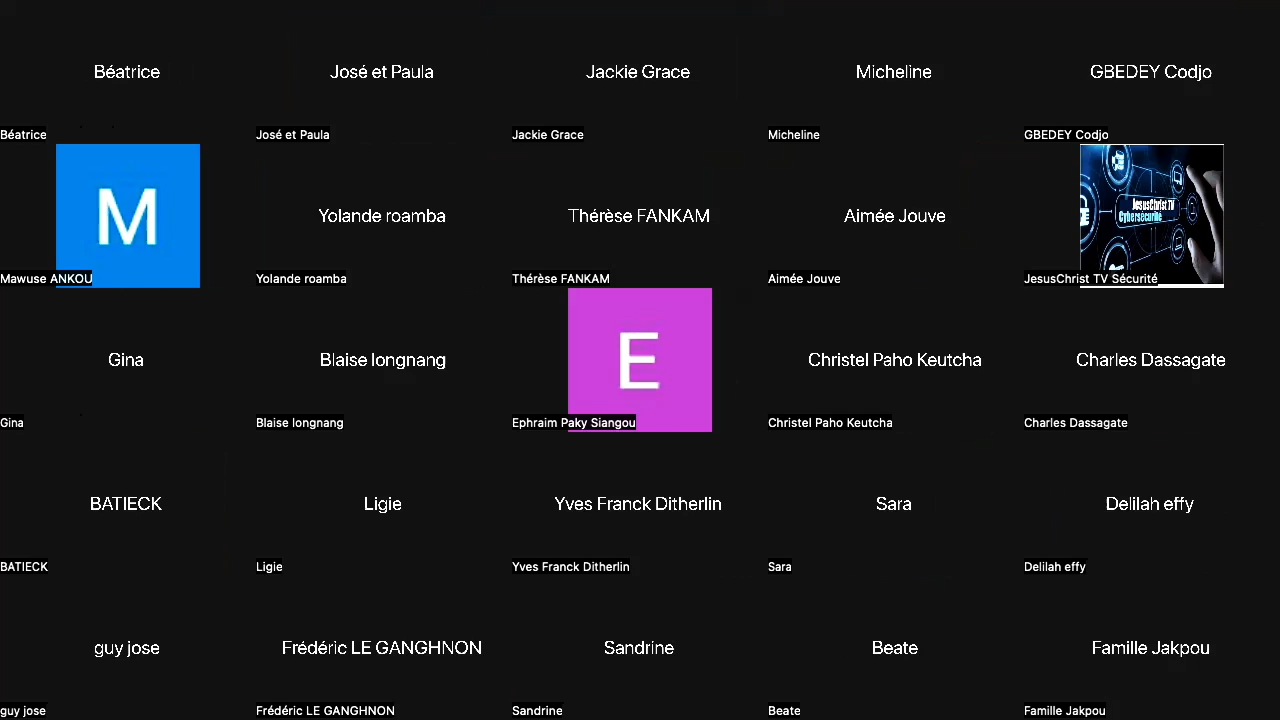 Béatrice
José et Paula
Jackie Grace
Micheline
GBEDEY Codjo
Béatrice
José et Paula
Jackie Grace
Micheline
GBEDEY Codjo
M
Yolande roamba
Thérèse FANKAM
Aimée Jouve
JesusChrist TV
Cybersécurité
Mawuse ANKOU
Yolande roamba
Thérèse FANKAM
Aimée Jouve
JesusChrist TV Sécurité
Gina
Blaise longnang
E
Christel Paho Keutcha
Charles Dassagate
Gina
Blaise longnang
Ephraim Paky Siangou
Christel Paho Keutcha
Charles Dassagate
BATIECK
Ligie
Yves Franck Ditherlin
Sara
Delilah effy
BATIECK
Ligie
Yves Franck Ditherlin
Sara
Delilah effy
guy jose
Frédéric LE GANGHNON
Sandrine
Beate
Famille Jakpou
guy jose
Frédéric LE GANGHNON
Sandrine
Beate
Famille Jakpou